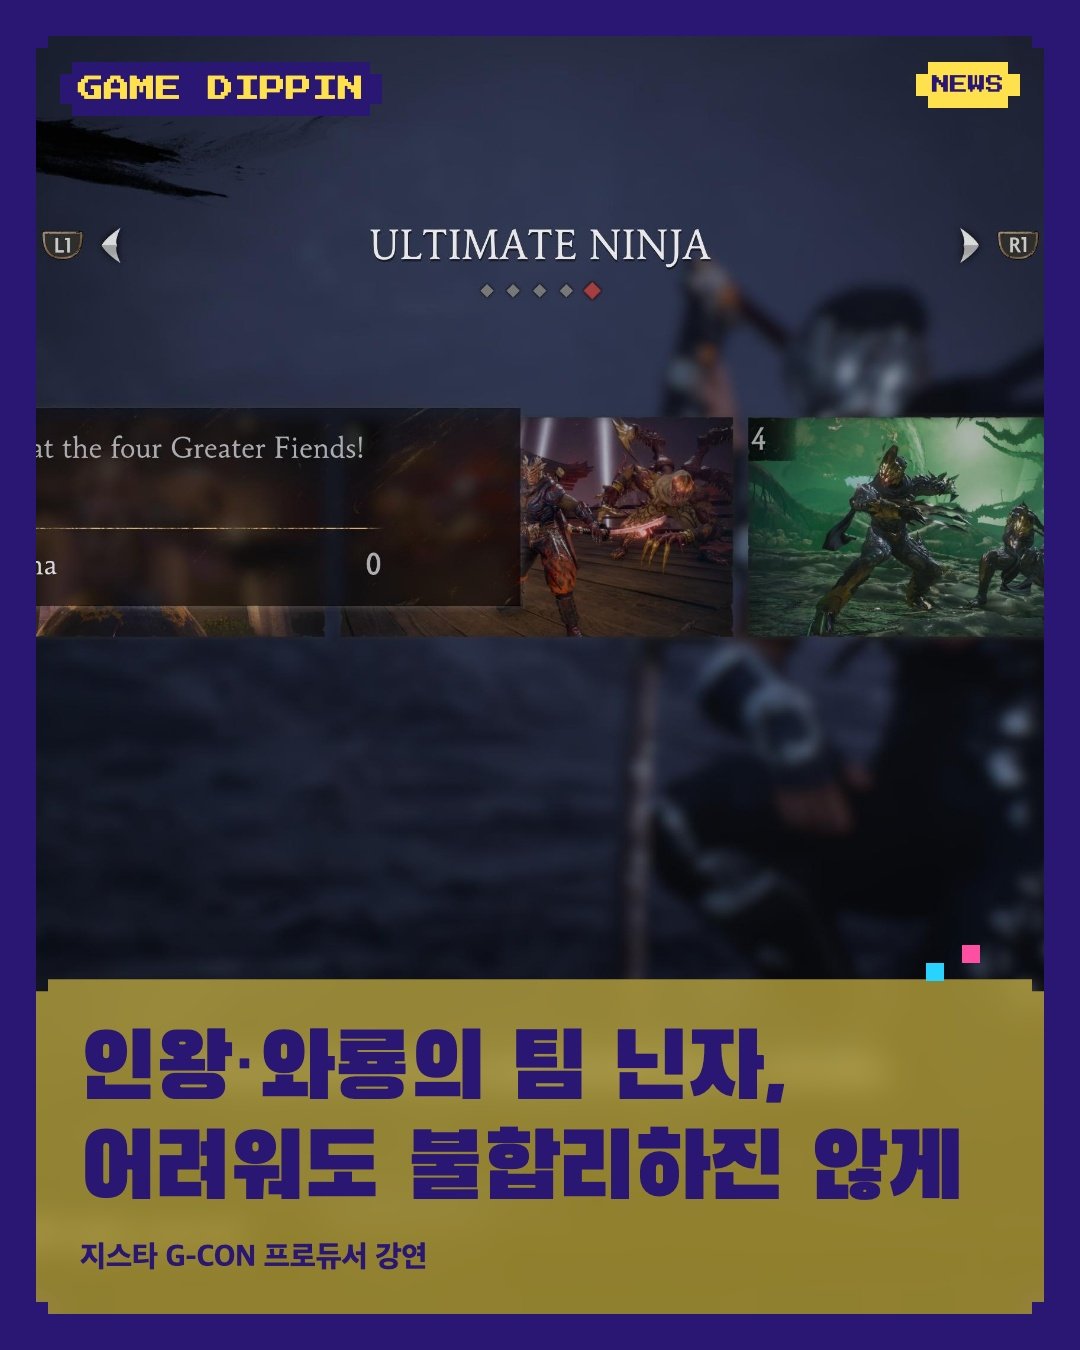 GAME DIPPIN
NEWS
L1
ULTIMATE NINJA
R1
at the four Greater Fiends!
4
na
0
인왕·와룡의 팀 닌자,
어려워도 불합리하진 않게
지스타 G-CON 프로듀서 강연